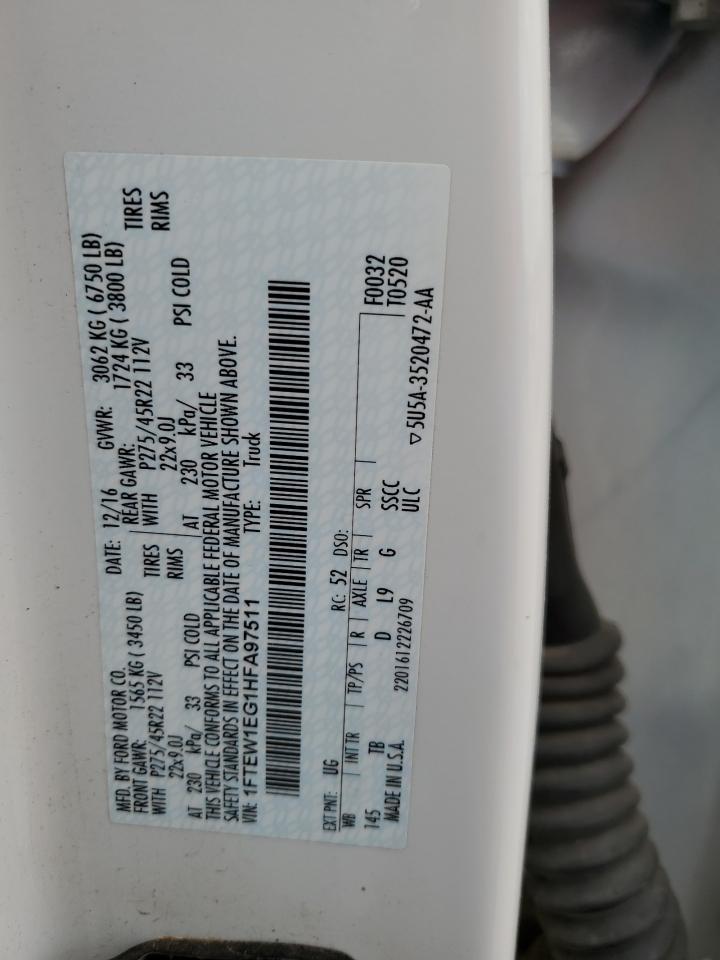 MFD. BY FORD MOTOR CO. DATE: 12/16 GVWR: 3062 KG ( 6750 LB)
FRONT GAWR: 1565 KG ( 3450 LB) REAR GAWR: 1724 KG ( 3800 LB)
WITH P275/45R22 112V TIRES WITH P275/45R22 112V TIRES
22x9.0J RIMS 22x9.0J RIMS
AT 230 kPa/ 33 PSI COLD AT 230 kPa/ 33 PSI COLD
THIS VEHICLE CONFORMS TO ALL APPLICABLE FEDERAL MOTOR VEHICLE
SAFETY STANDARDS IN EFFECT ON THE DATE OF MANUFACTURE SHOWN ABOVE.
VIN: 1FTEW1EG1HFA97511 TYPE: Truck
F0032
T0520
EXT PNT: UG RC: 52 DSO:
WB INT TR TP/PS R AXLE TR SPR
145 TB D L9 G SSCC
ULC
MADE IN U.S.A. 2201612226709 ▽5U5A-3520472-AA